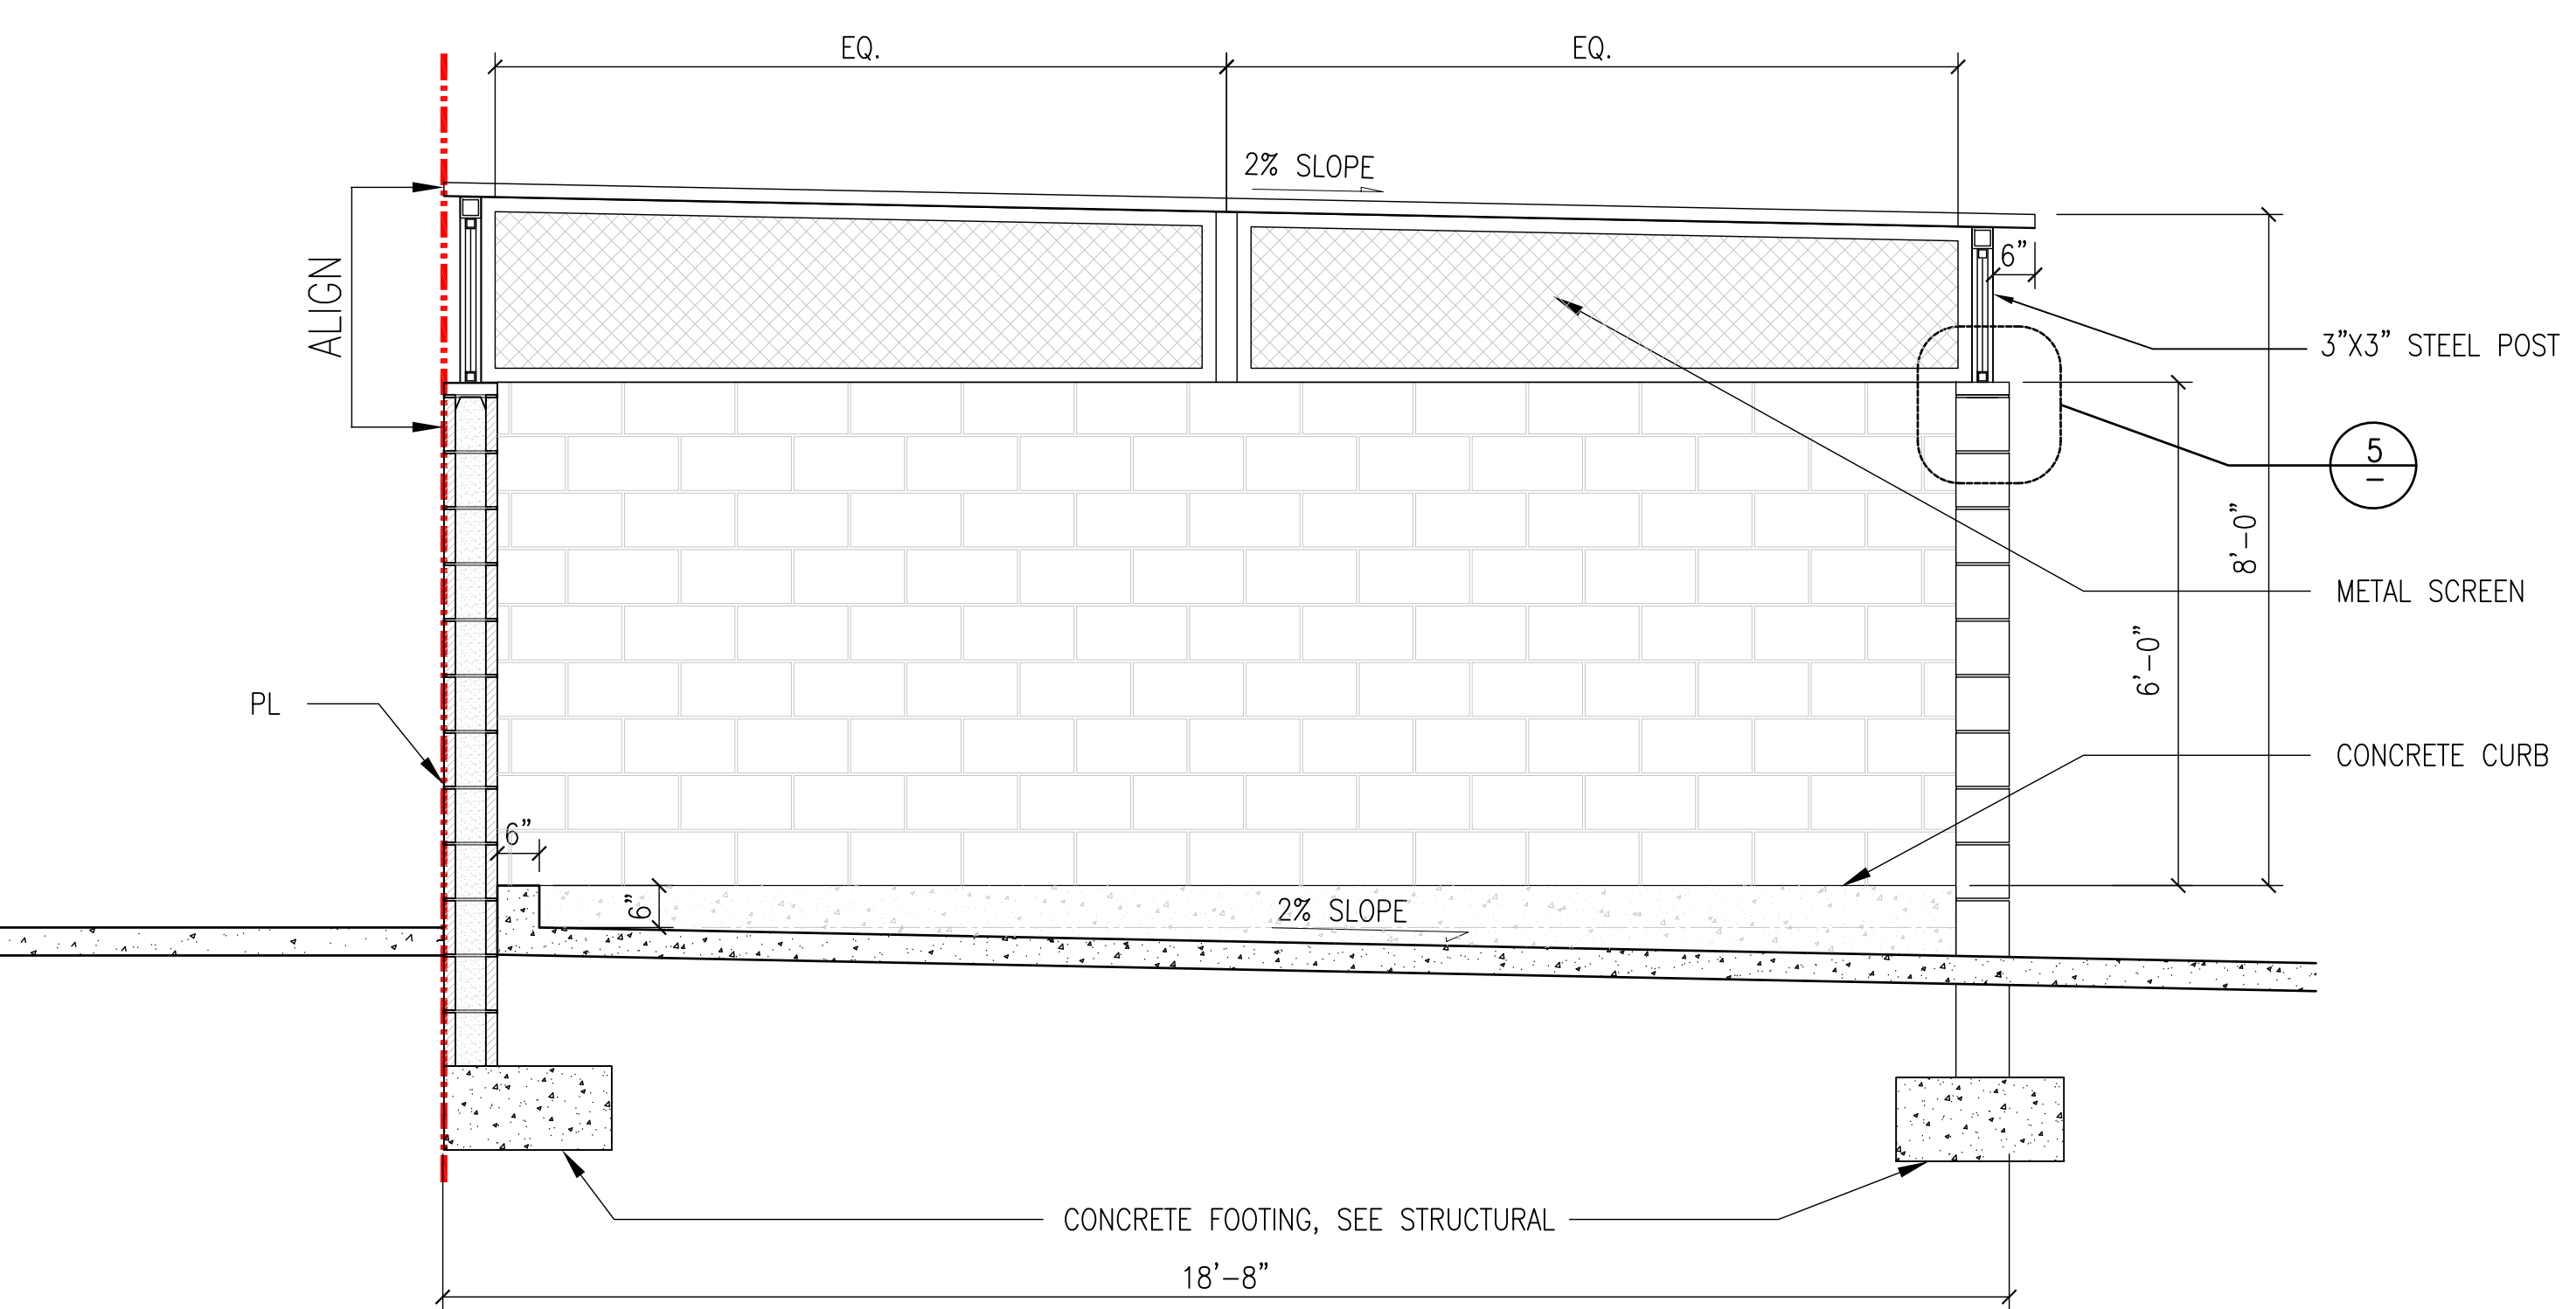 EQ.
EQ.
2% SLOPE
ALIGN
6"
3"X3" STEEL POST
5
–
8'-0"
METAL SCREEN
6'-0"
PL
CONCRETE CURB
6"
6"
2% SLOPE
CONCRETE FOOTING, SEE STRUCTURAL
18'-8"